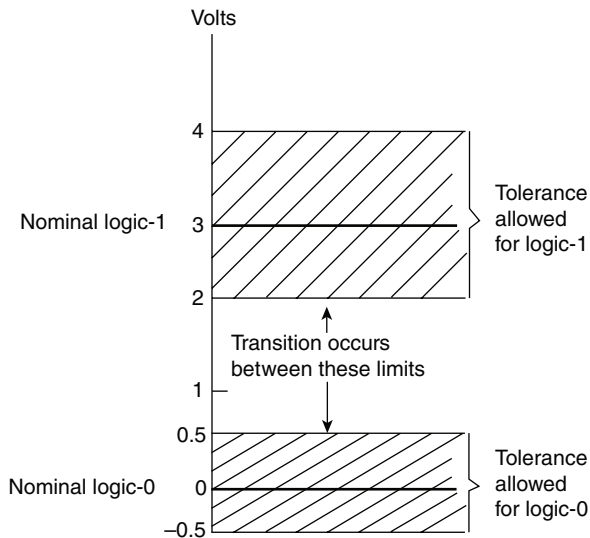 Volts
4
Nominal logic-1
3
Tolerance
allowed
for logic-1
2
Transition occurs
between these limits
1
0.5
Nominal logic-0
0
Tolerance
allowed
for logic-0
–0.5